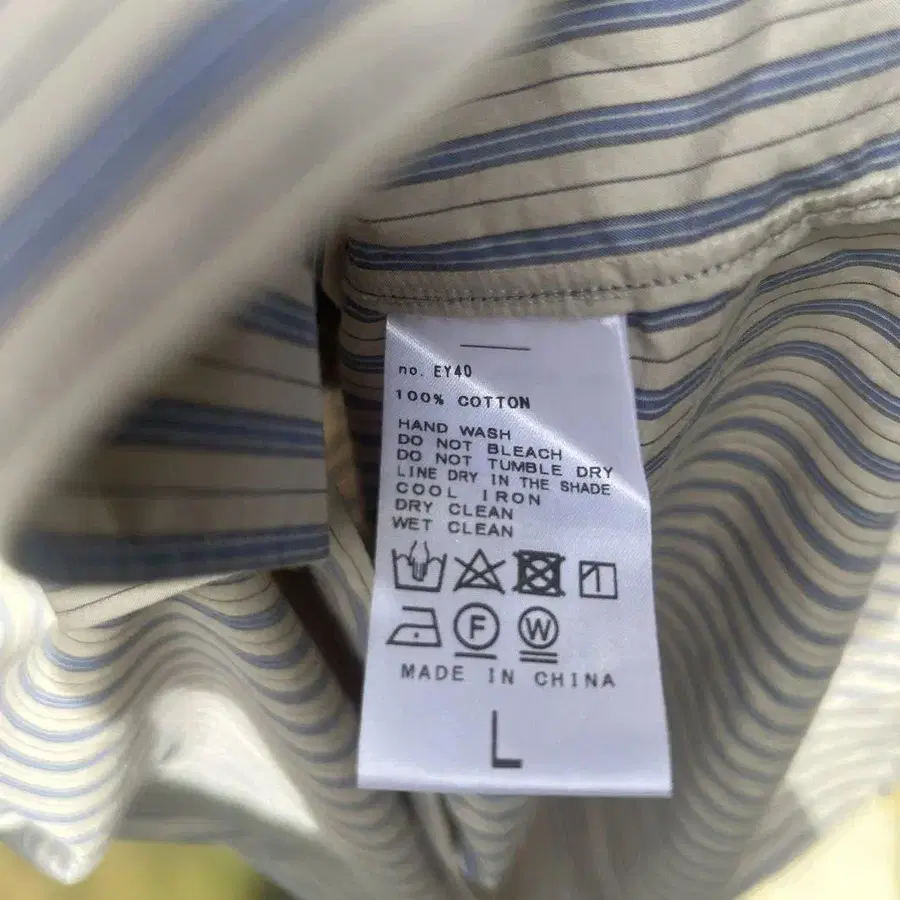 no. EY40
100% COTTON
HAND WASH
DO NOT BLEACH
DO NOT TUMBLE DRY
LINE DRY IN THE SHADE
COOL IRON
DRY CLEAN
WET CLEAN
F W
MADE IN CHINA
L